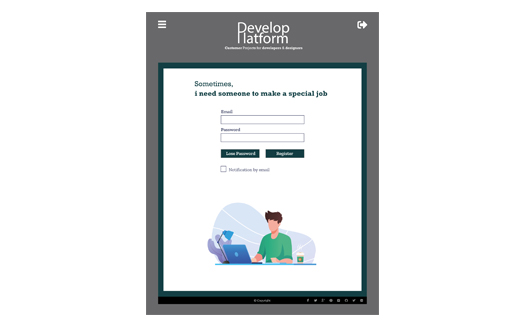 Develop
Platform
Customer Projects for developers & designers
Sometimes,
i need someone to make a special job
Email
Password
Lose Password
Register
Notification by email
© Copyright